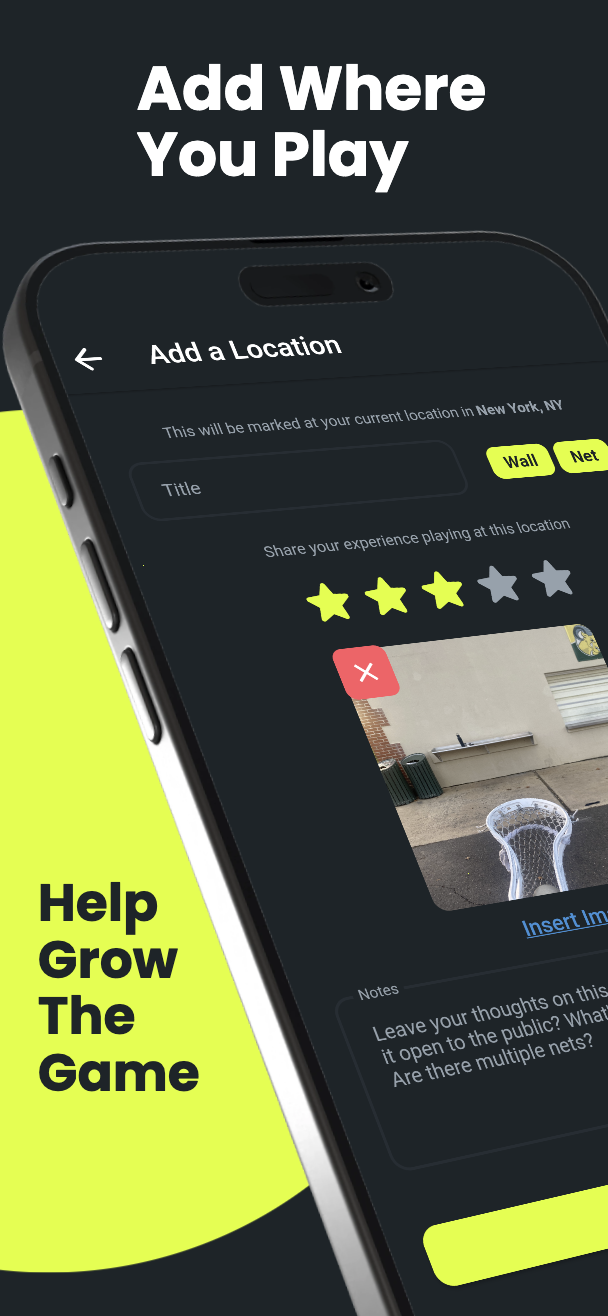 Add Where
You Play
Add a Location
This will be marked at your current location in New York, NY
Title
Wall
Net
Share your experience playing at this location
Insert
Notes
Leave your thoughts on this
it open to the public?
Are there multiple nets?
Help
Grow
The
Game